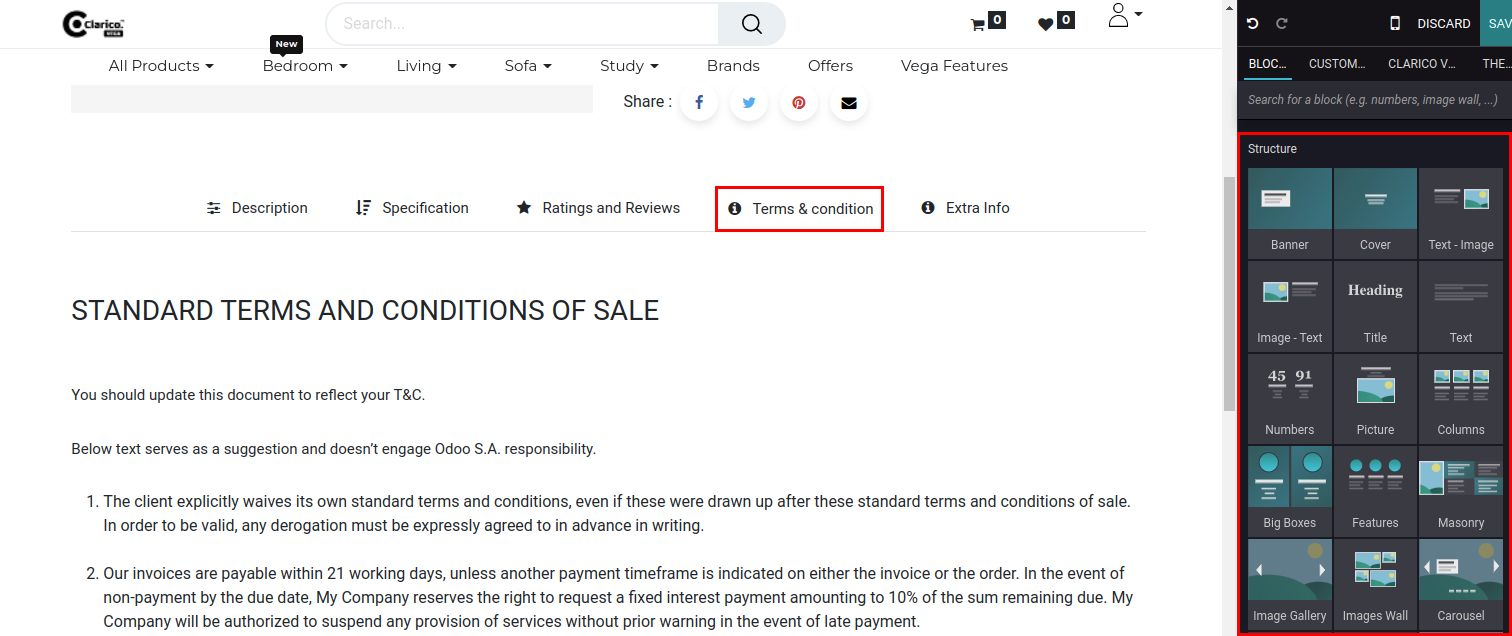 Clarico
VEGA
Search...
0
0
DISCARD
SAV
New
All Products
Bedroom
Living
Sofa
Study
Brands
Offers
Vega Features
BLOC...
CUSTOM...
CLARICO V...
THE...
Search for a block (e.g. numbers, image wall, ...)
Share :
Structure
Banner
Cover
Text - Image
Description
Specification
Ratings and Reviews
Terms & condition
Extra Info
Heading
Image - Text
Title
Text
STANDARD TERMS AND CONDITIONS OF SALE
45 91
Numbers
Picture
Columns
You should update this document to reflect your T&C.
Below text serves as a suggestion and doesn’t engage Odoo S.A. responsibility.
Big Boxes
Features
Masonry
1. The client explicitly waives its own standard terms and conditions, even if these were drawn up after these standard terms and conditions of sale.
In order to be valid, any derogation must be expressly agreed to in advance in writing.
2. Our invoices are payable within 21 working days, unless another payment timeframe is indicated on either the invoice or the order. In the event of
non-payment by the due date, My Company reserves the right to request a fixed interest payment amounting to 10% of the sum remaining due. My
Company will be authorized to suspend any provision of services without prior warning in the event of late payment.
Image Gallery
Images Wall
Carousel